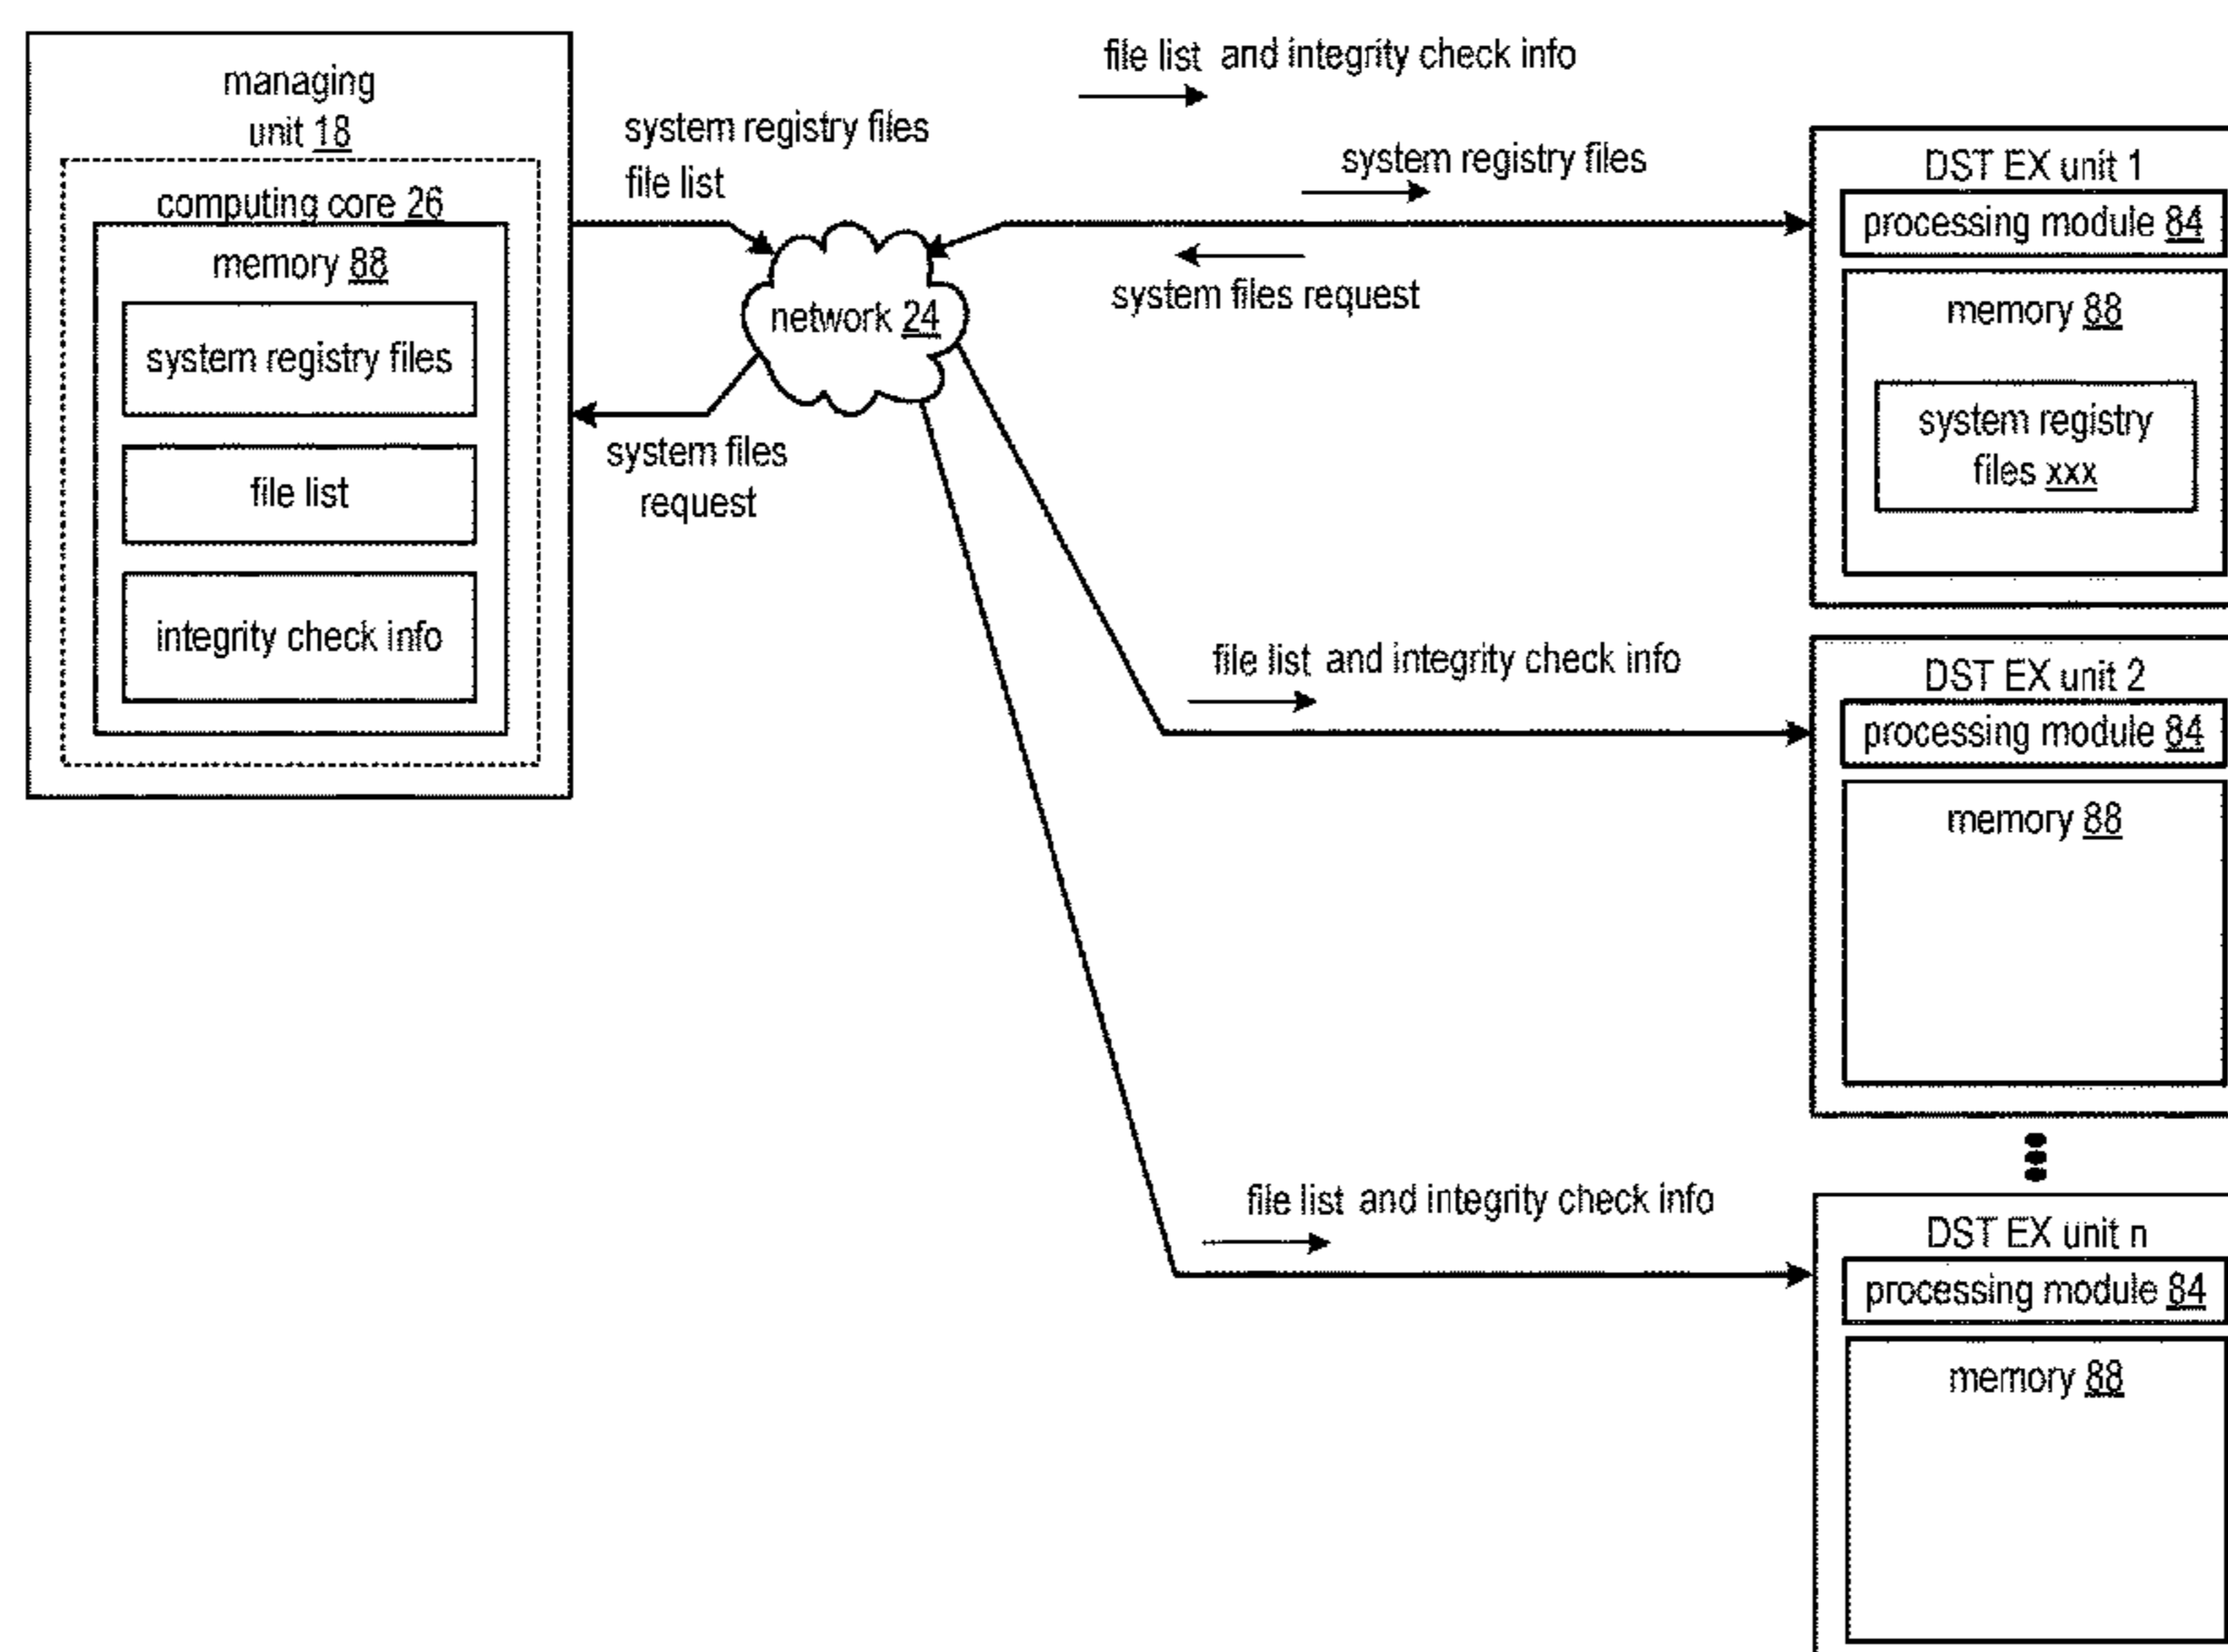 managing
unit 18
computing core 26
memory 88
system registry files
file list
integrity check info
system registry files
file list
system files
request
network 24
file list and integrity check info
system registry files
system files request
DST EX unit 1
processing module 84
memory 88
system registry
files xxx
file list and integrity check info
DST EX unit 2
processing module 84
memory 88
file list and integrity check info
DST EX unit n
processing module 84
memory 88